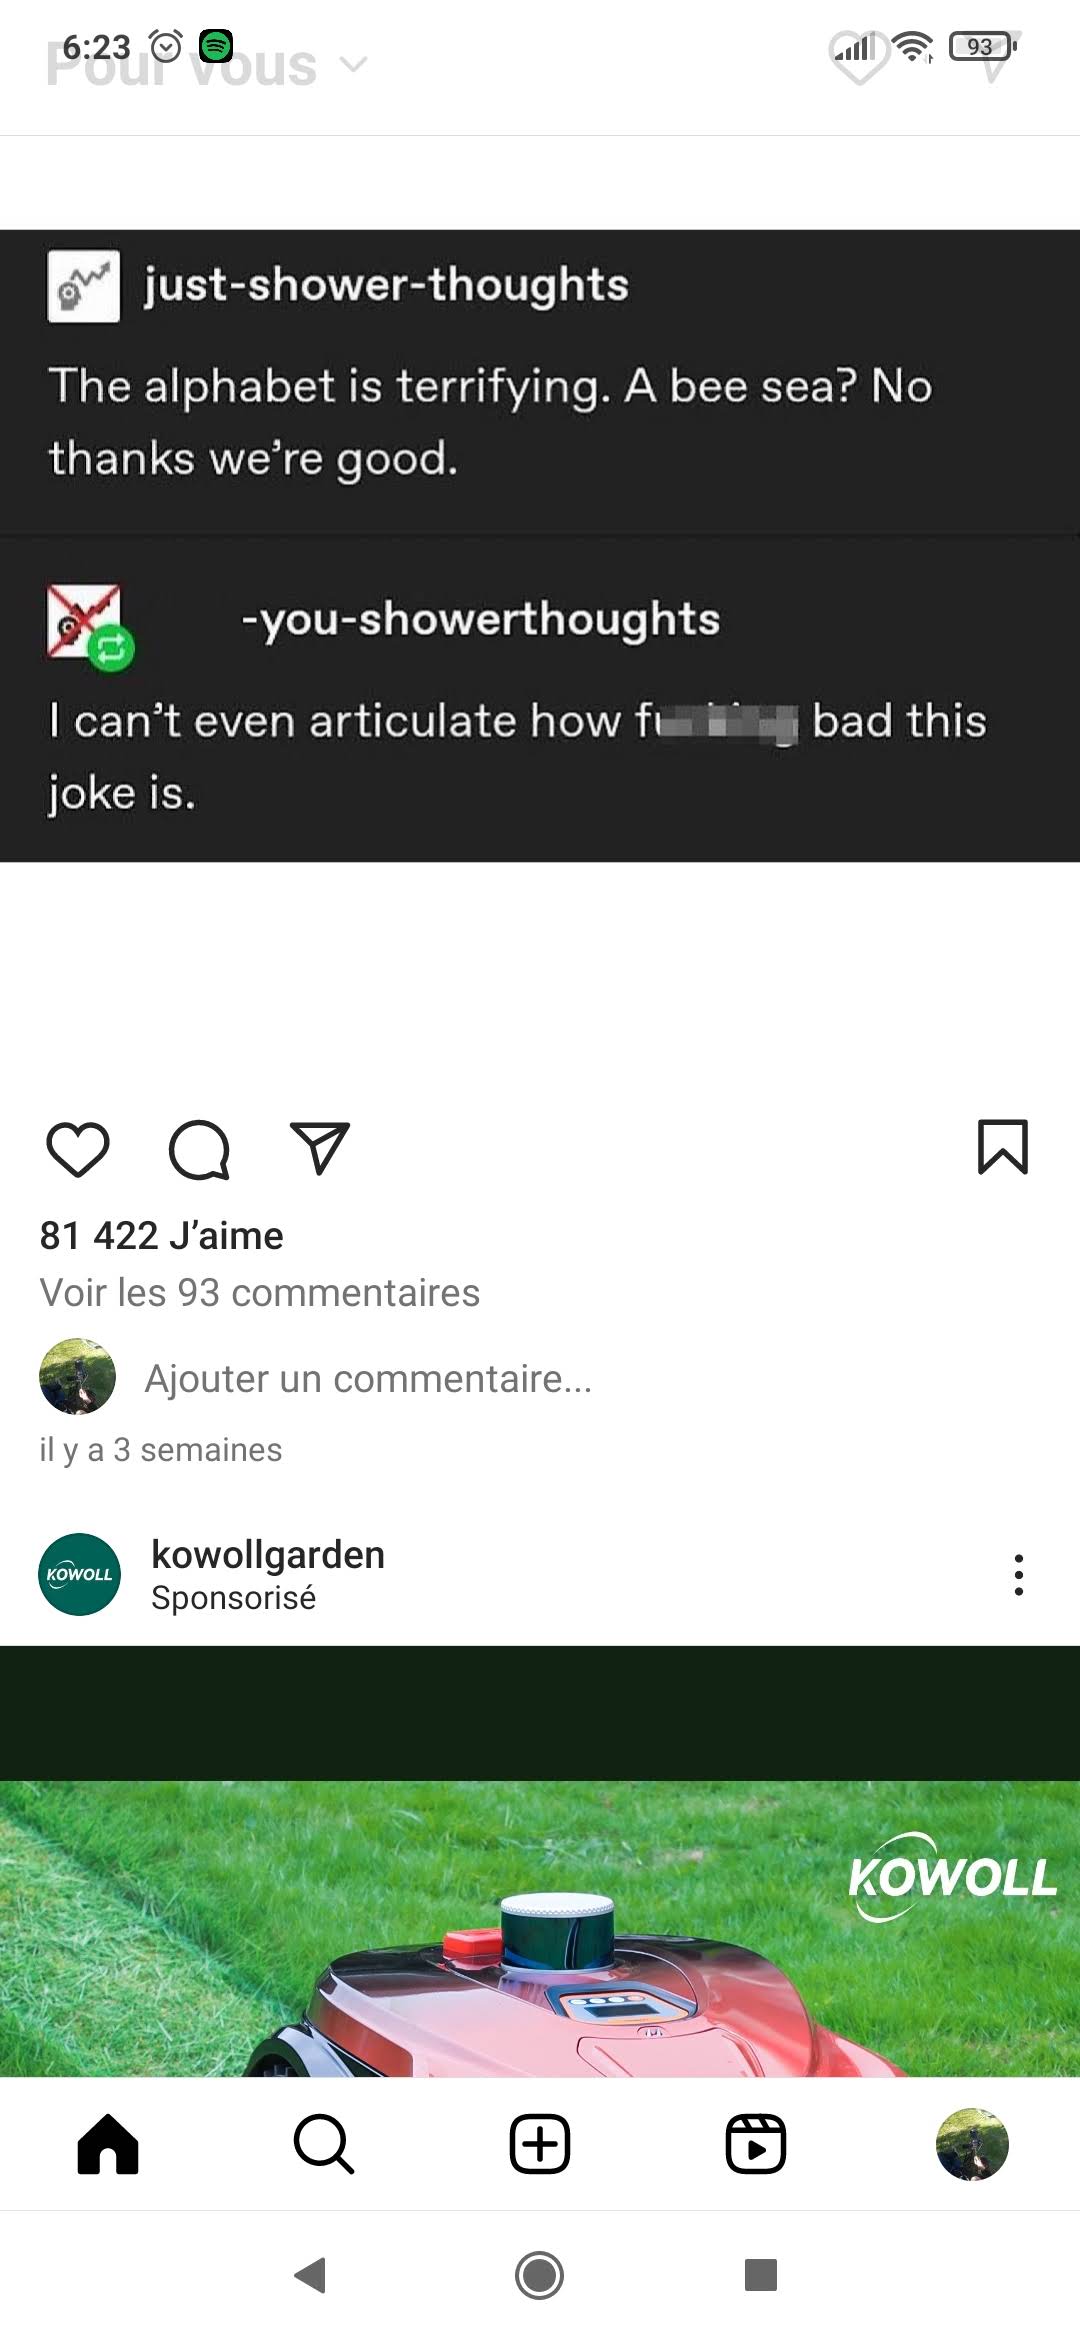 6:23
93
Pour vous
just-shower-thoughts
The alphabet is terrifying. A bee sea? No
thanks we’re good.
-you-showerthoughts
I can’t even articulate how bad this
joke is.
81 422 J’aime
Voir les 93 commentaires
Ajouter un commentaire...
il y a 3 semaines
KOWOLL
kowollgarden
Sponsorisé
KOWOLL